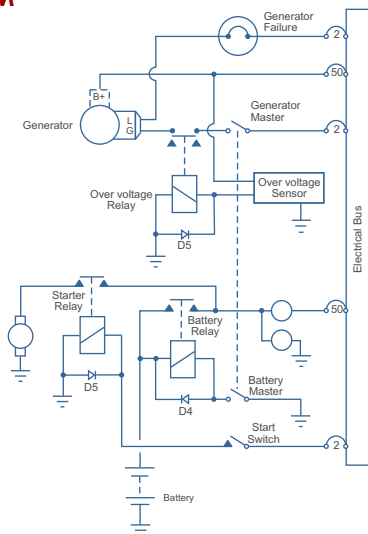 Generator
Failure
2
50
B+
L
G
Generator
Generator
Master
2
Over voltage
Relay
Over voltage
Sensor
D5
Electrical Bus
Starter
Relay
Battery
Relay
50
D5
D4
Battery
Master
Start
Switch
2
Battery